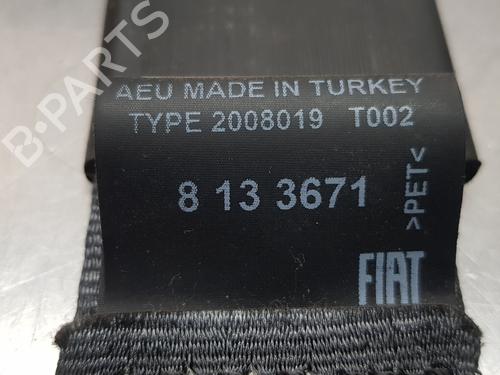 B-PARTS
AEU MADE IN TURKEY
TYPE 2008019 T002
8 13 3671
>PET<
FIAT